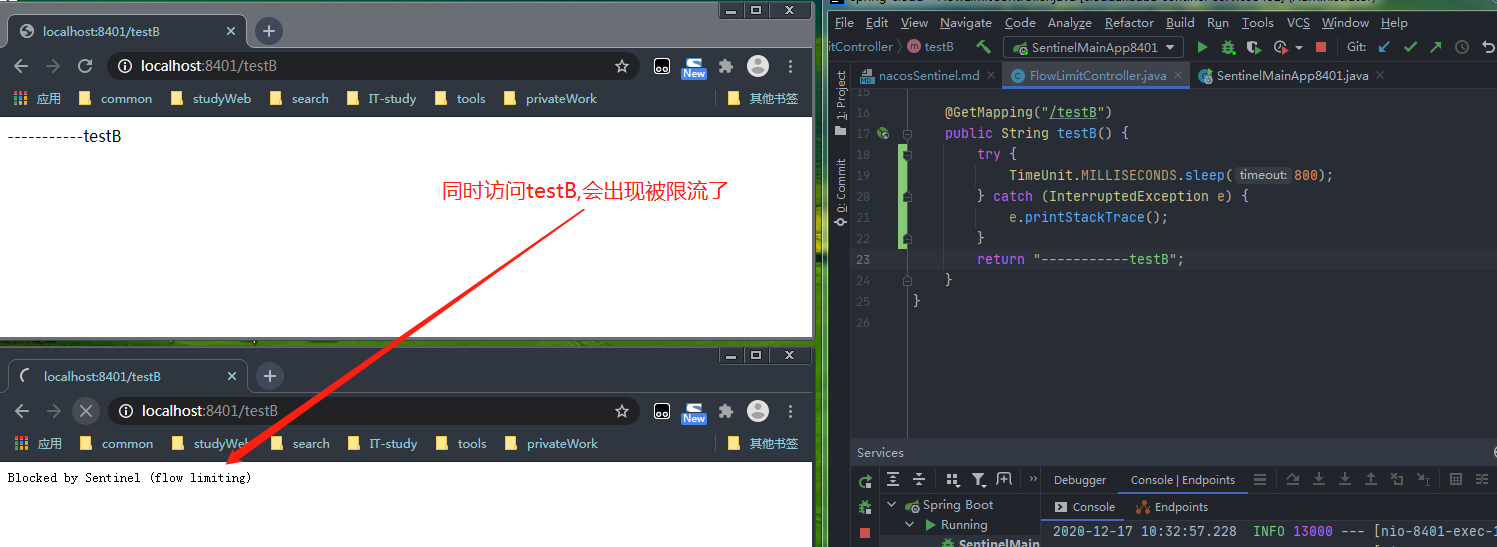 localhost:8401/testB
localhost:8401/testB
New
应用 common studyWeb search IT-study tools privateWork 其他书签
-----------testB
同时访问testB,会出现被限流了
localhost:8401/testB
localhost:8401/testB
New
应用 common studyWeb search IT-study tools privateWork 其他书签
Blocked by Sentinel (flow limiting)
File Edit View Navigate Code Analyze Refactor Build Run Tools VCS Window Help
itController testB SentinelMainApp8401 Git:
nacosSentinel.md FlowLimitController.java SentinelMainApp8401.java
1: Project
0: Commit
15
16 @GetMapping("/testB")
17 public String testB() {
18 try {
19 TimeUnit.MILLISECONDS.sleep( timeout: 800);
20 } catch (InterruptedException e) {
21 e.printStackTrace();
22 }
23 return "-----------testB";
24 }
25 }
26
Services
Debugger Console | Endpoints
Spring Boot
Console Endpoints
Running
2020-12-17 10:32:57.228 INFO 13000 --- [nio-8401-exec-1
SentinelMain